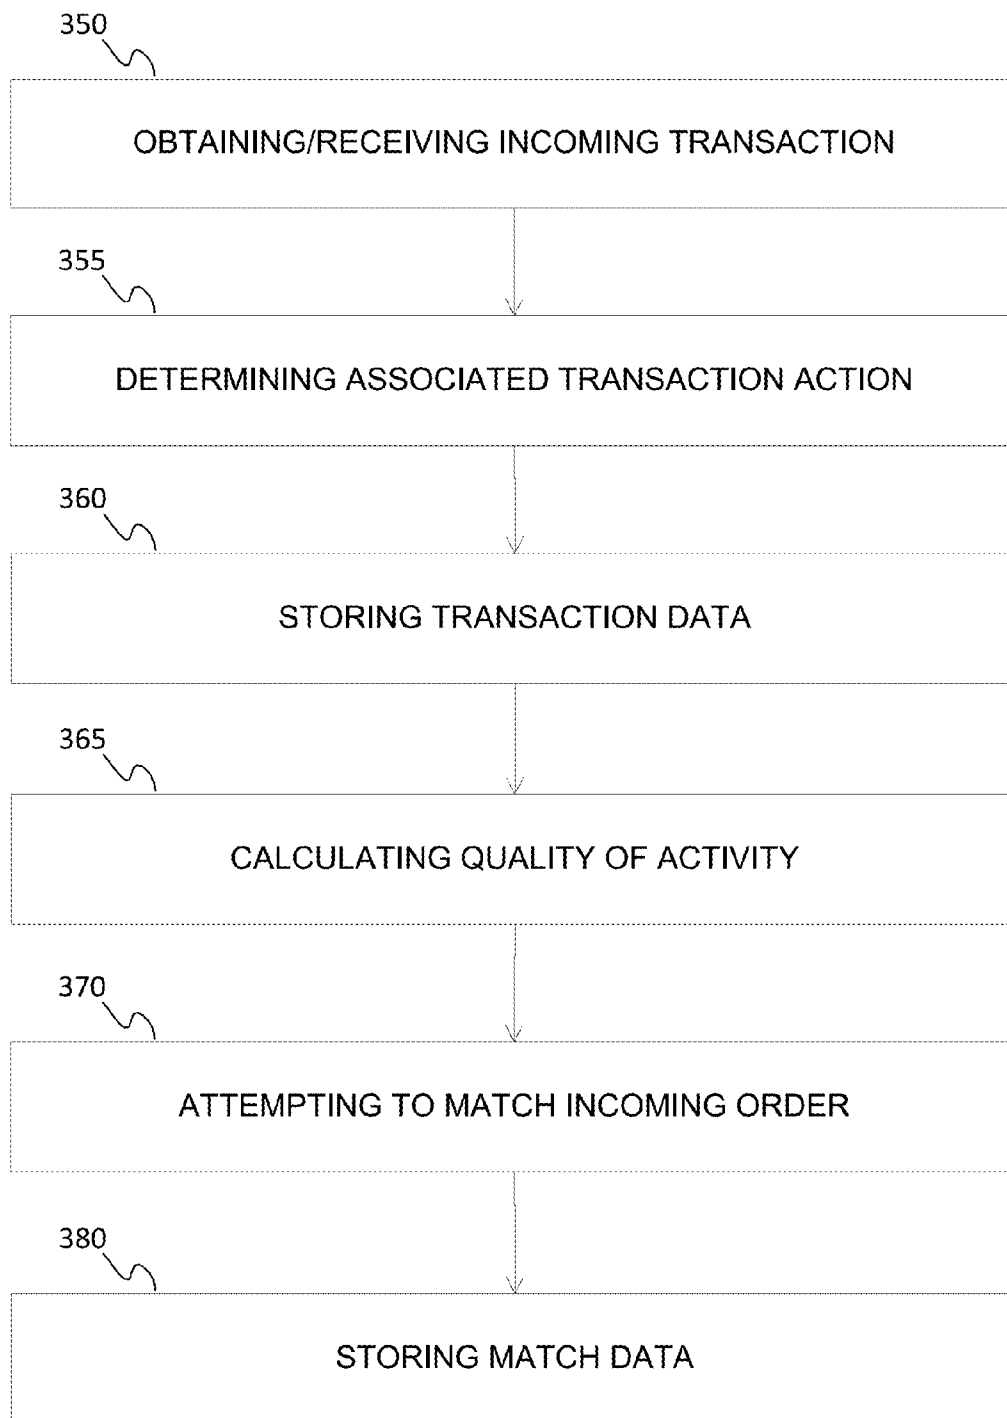 350
OBTAINING/RECEIVING INCOMING TRANSACTION
355
DETERMINING ASSOCIATED TRANSACTION ACTION
360
STORING TRANSACTION DATA
365
CALCULATING QUALITY OF ACTIVITY
370
ATTEMPTING TO MATCH INCOMING ORDER
380
STORING MATCH DATA